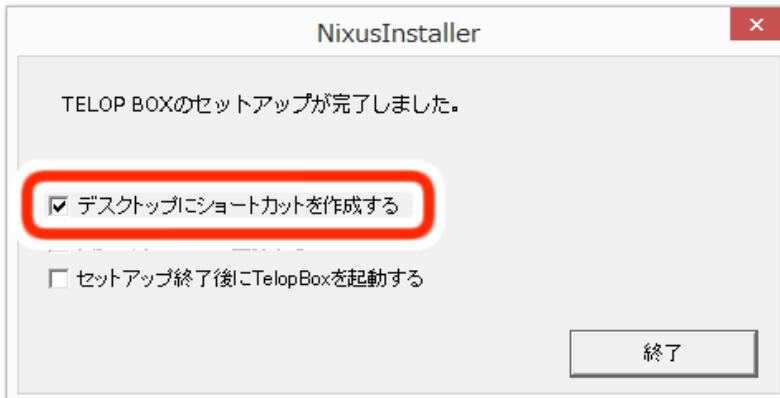 NixusInstaller
TELOP BOXのセットアップが完了しました。
デスクトップにショートカットを作成する
セットアップ終了後にTelopBoxを起動する
終了